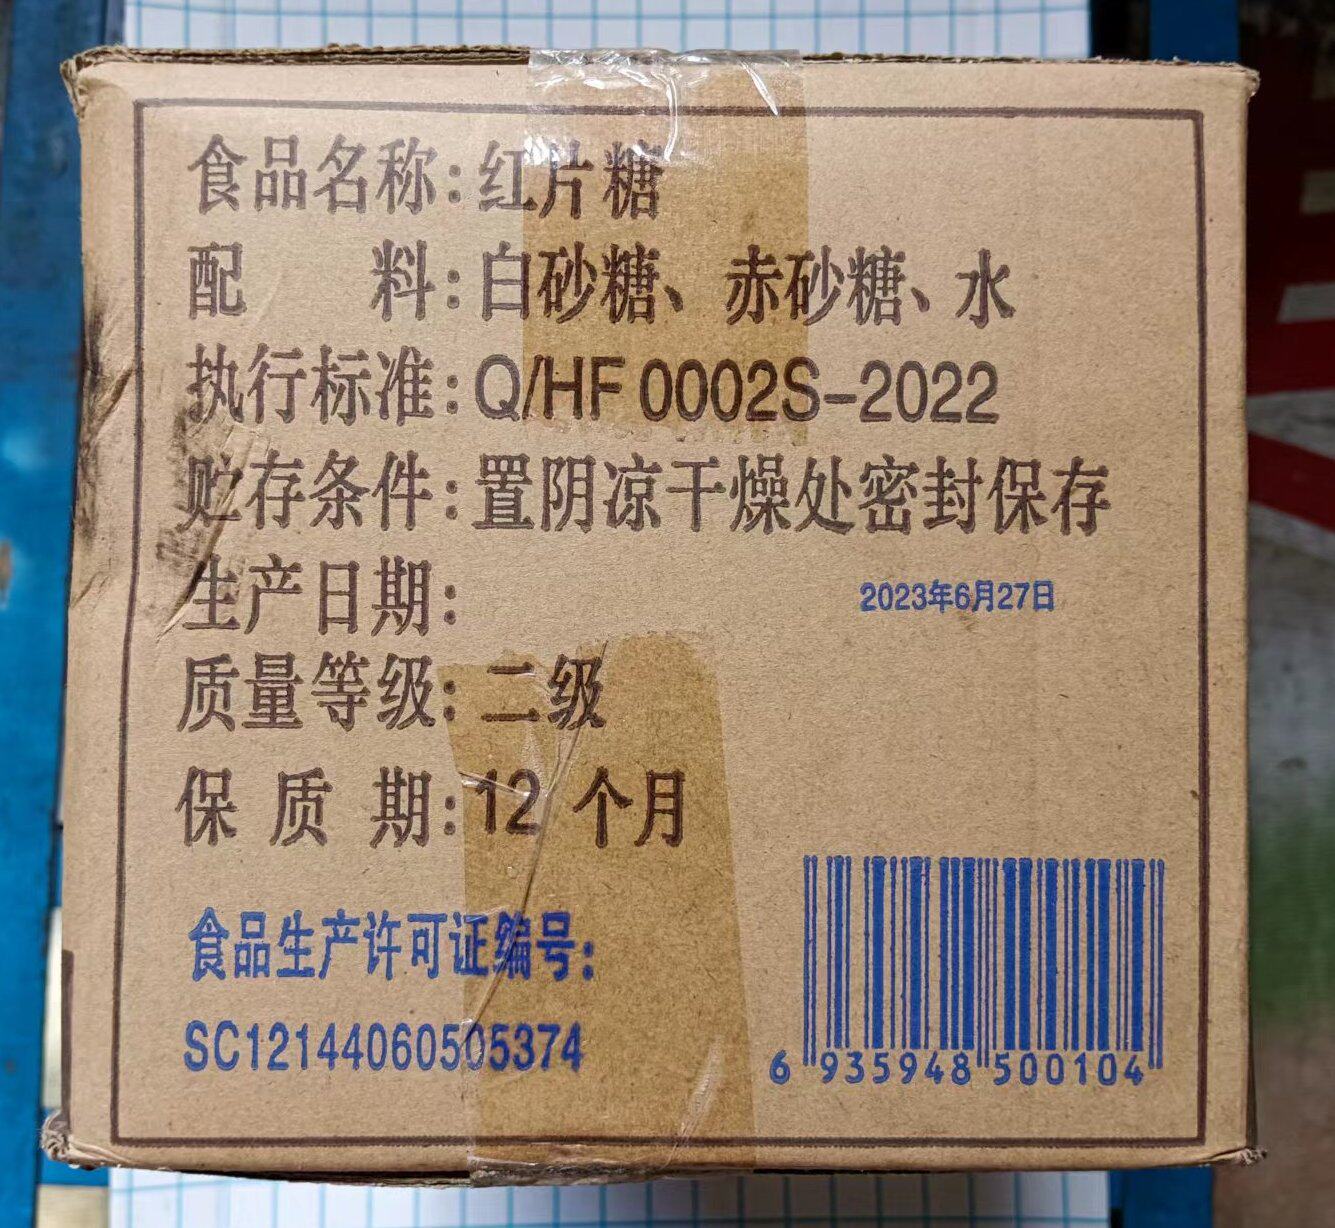 食品名称:红片糖
配 料:白砂糖、赤砂糖、水
执行标准:Q/HF 0002S-2022
贮存条件:置阴凉干燥处密封保存
生产日期: 2023年6月27日
质量等级:二级
保质期:12个月
食品生产许可证编号:
SC12144060505374
6 935948 500104